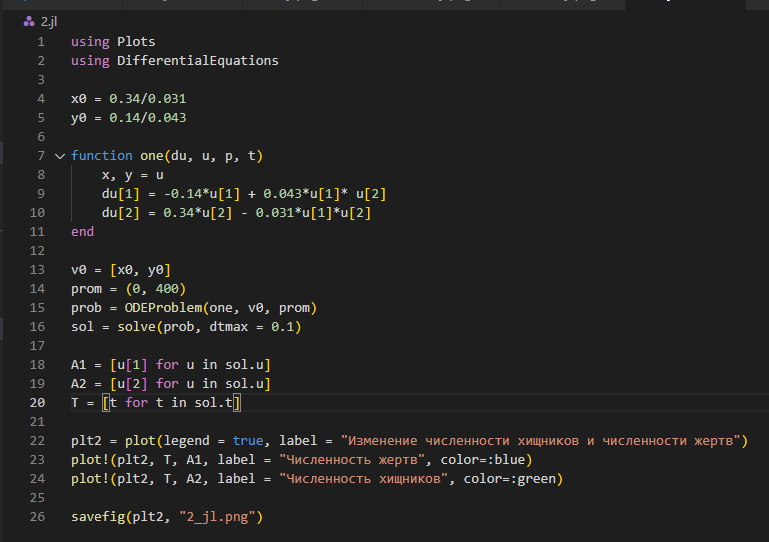 2.jl
1 using Plots
2 using DifferentialEquations
3
4 x0 = 0.34/0.031
5 y0 = 0.14/0.043
6
7 function one(du, u, p, t)
8     x, y = u
9     du[1] = -0.14*u[1] + 0.043*u[1]* u[2]
10     du[2] = 0.34*u[2] - 0.031*u[1]*u[2]
11 end
12
13 v0 = [x0, y0]
14 prom = (0, 400)
15 prob = ODEProblem(one, v0, prom)
16 sol = solve(prob, dtmax = 0.1)
17
18 A1 = [u[1] for u in sol.u]
19 A2 = [u[2] for u in sol.u]
20 T = [t for t in sol.t]
21
22 plt2 = plot(legend = true, label = "Изменение численности хищников и численности жертв")
23 plot!(plt2, T, A1, label = "Численность жертв", color=:blue)
24 plot!(plt2, T, A2, label = "Численность хищников", color=:green)
25
26 savefig(plt2, "2_jl.png")